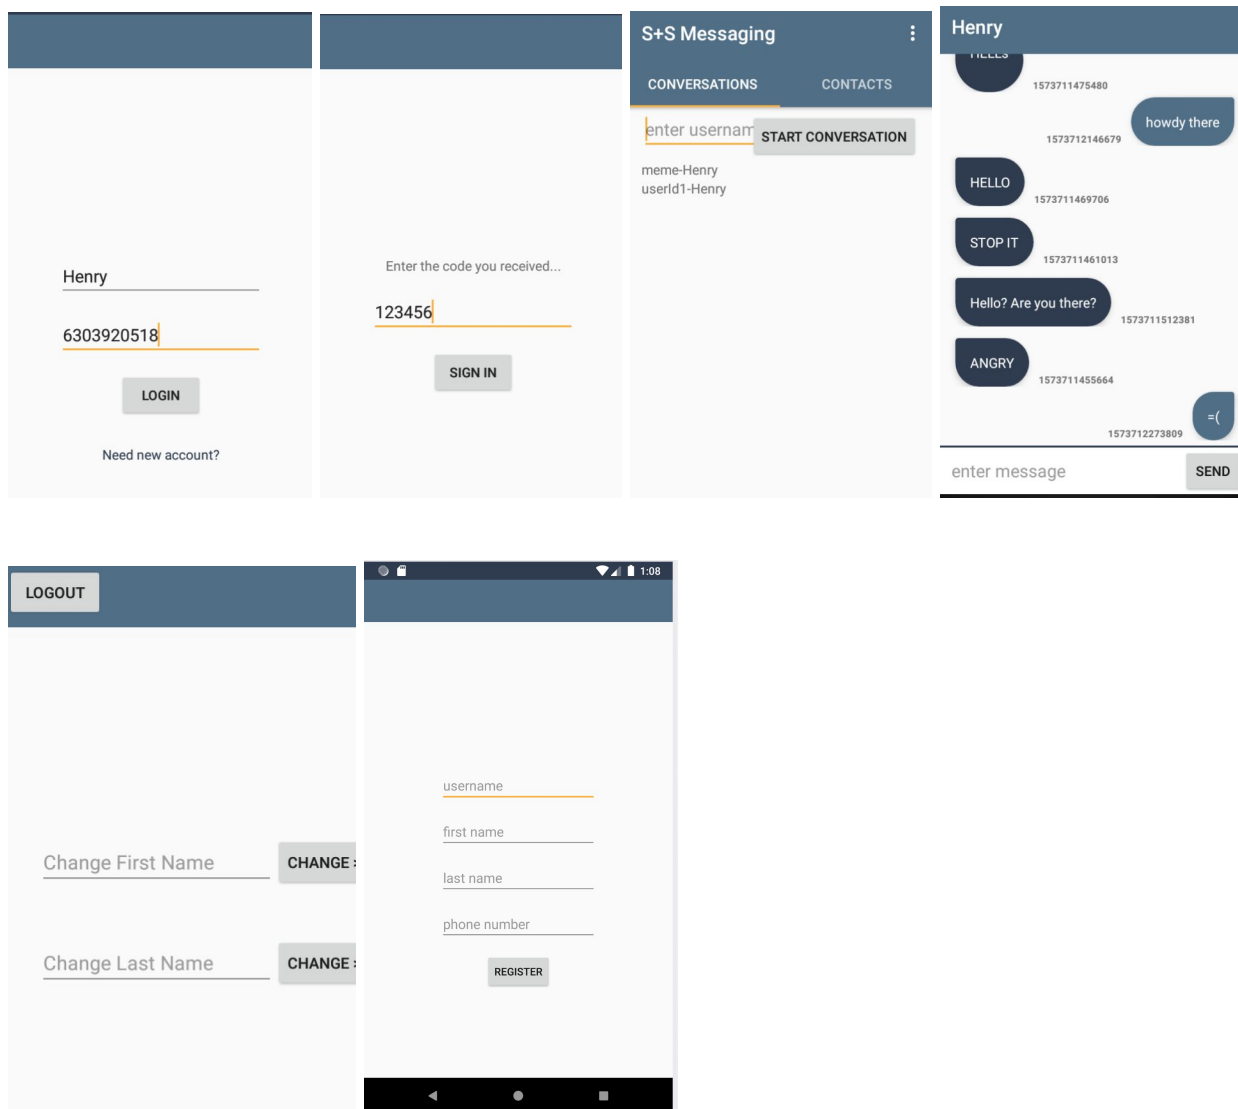 Henry
6303920518
LOGIN
Need new account?
Enter the code you received...
123456
SIGN IN
S+S Messaging
CONVERSATIONS CONTACTS
enter usernam START CONVERSATION
meme-Henry
userId1-Henry
Henry
1573711475480
howdy there
1573712146679
HELLO
1573711469706
STOP IT
1573711461013
Hello? Are you there?
1573711512381
ANGRY
1573711455664
=(
1573712273809
enter message SEND
LOGOUT
Change First Name CHANGE
Change Last Name CHANGE
1:08
username
first name
last name
phone number
REGISTER